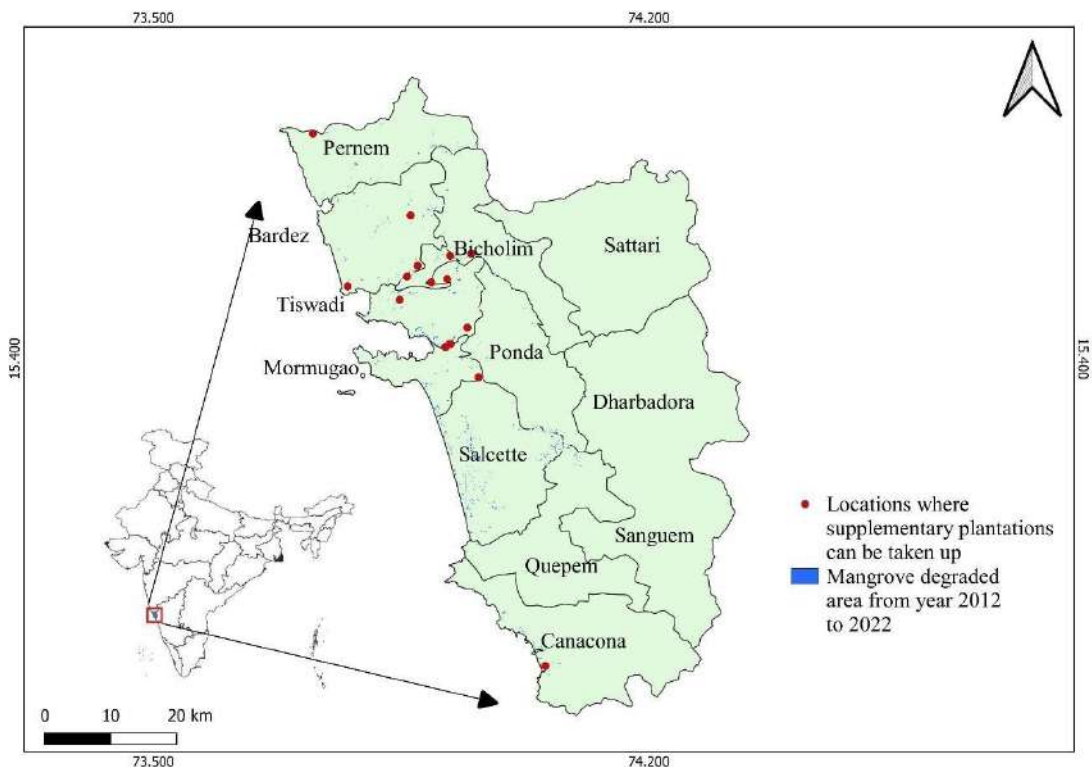 73.500
74.200
Pernem
Bardez
Bicholim
Sattari
Tiswadi
15.400
Ponda
15.400
Mormugao
Dharbadora
Salcette
Locations where
supplementary plantations
can be taken up
Sanguem
Quepem
Mangrove degraded
area from year 2012
to 2022
Canacona
0 10 20 km
73.500
74.200